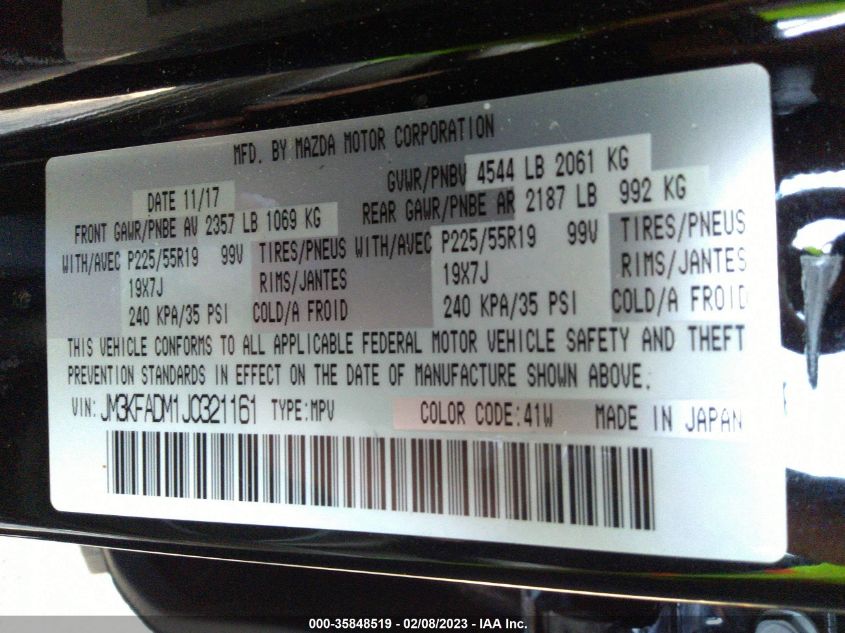 MFD. BY MAZDA MOTOR CORPORATION
DATE 11/17 GVWR/PNBV 4544 LB 2061 KG
FRONT GAWR/PNBE AV 2357 LB 1069 KG REAR GAWR/PNBE AR 2187 LB 992 KG
WITH/AVEC P225/55R19 99V TIRES/PNEUS WITH/AVEC P225/55R19 99V TIRES/PNEUS
19X7J RIMS/JANTES 19X7J RIMS/JANTES
240 KPA/35 PSI COLD/A FROID 240 KPA/35 PSI COLD/A FROID
THIS VEHICLE CONFORMS TO ALL APPLICABLE FEDERAL MOTOR VEHICLE SAFETY AND THEFT
PREVENTION STANDARDS IN EFFECT ON THE DATE OF MANUFACTURE SHOWN ABOVE.
VIN: JM3KFADM1J0321161 TYPE:MPV COLOR CODE:41W MADE IN JAPAN
000-35848519 - 02/08/2023 - © IAA Inc.